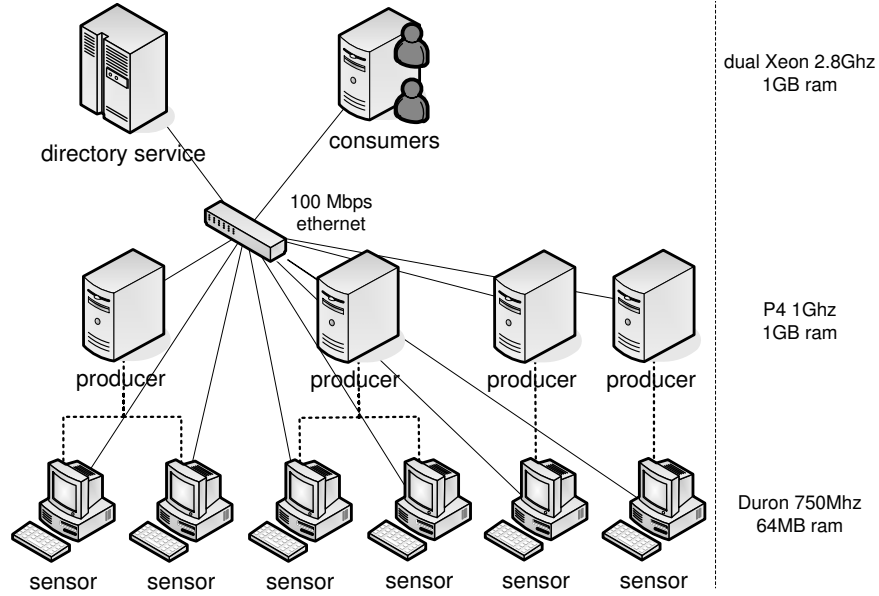 dual Xeon 2.8Ghz
1GB ram
directory service
consumers
100 Mbps
ethernet
P4 1Ghz
1GB ram
producer
producer
producer
producer
Duron 750Mhz
64MB ram
sensor
sensor
sensor
sensor
sensor
sensor